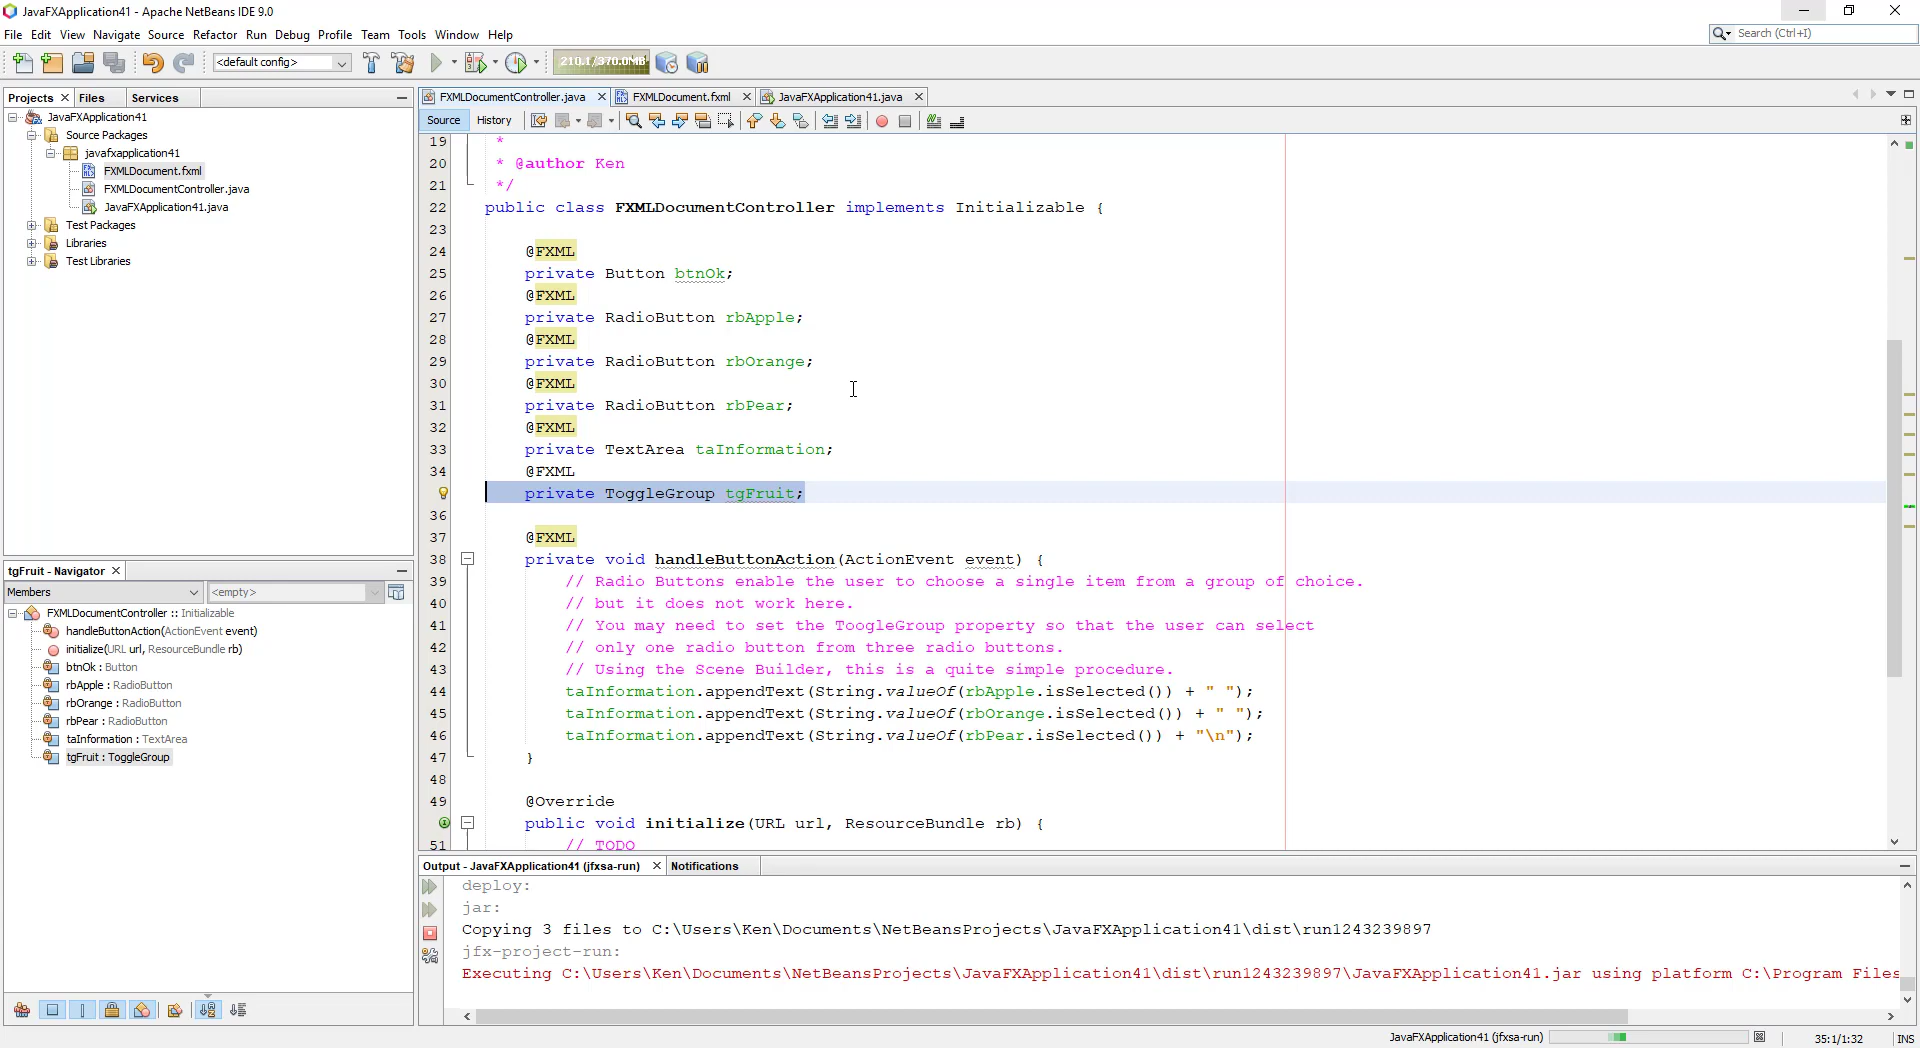 JavaFXApplication41 - Apache NetBeans IDE 9.0
File Edit View Navigate Source Refactor Run Debug Profile Team Tools Window Help
Search (Ctrl+I)
<default config>
210.1/370.0MB
Projects Files Services
FXMLDocumentController.java FXMLDocument.fxml JavaFXApplication41.java
Source History
JavaFXApplication41
Source Packages
javafxapplication41
FXMLDocument.fxml
FXMLDocumentController.java
JavaFXApplication41.java
Test Packages
Libraries
Test Libraries
19 *
20 * @author Ken
21 */
22 public class FXMLDocumentController implements Initializable {
23
24 @FXML
25 private Button btnOk;
26 @FXML
27 private RadioButton rbApple;
28 @FXML
29 private RadioButton rbOrange;
30 @FXML
31 private RadioButton rbPear;
32 @FXML
33 private TextArea taInformation;
34 @FXML
private ToggleGroup tgFruit;
36
37 @FXML
38 private void handleButtonAction(ActionEvent event) {
39 // Radio Buttons enable the user to choose a single item from a group of choice.
40 // but it does not work here.
41 // You may need to set the ToogleGroup property so that the user can select
42 // only one radio button from three radio buttons.
43 // Using the Scene Builder, this is a quite simple procedure.
44 taInformation.appendText(String.valueOf(rbApple.isSelected()) + " ");
45 taInformation.appendText(String.valueOf(rbOrange.isSelected()) + " ");
46 taInformation.appendText(String.valueOf(rbPear.isSelected()) + "\n");
47 }
48
49 @Override
public void initialize(URL url, ResourceBundle rb) {
51 // TODO
tgFruit - Navigator
Members <empty>
FXMLDocumentController :: Initializable
handleButtonAction(ActionEvent event)
initialize(URL url, ResourceBundle rb)
btnOk : Button
rbApple : RadioButton
rbOrange : RadioButton
rbPear : RadioButton
taInformation : TextArea
tgFruit : ToggleGroup
Output - JavaFXApplication41 (jfxsa-run) Notifications
deploy:
jar:
Copying 3 files to C:\Users\Ken\Documents\NetBeansProjects\JavaFXApplication41\dist\run1243239897
jfx-project-run:
Executing C:\Users\Ken\Documents\NetBeansProjects\JavaFXApplication41\dist\run1243239897\JavaFXApplication41.jar using platform C:\Program Files
JavaFXApplication41 (jfxsa-run) 35:1/1:32 INS